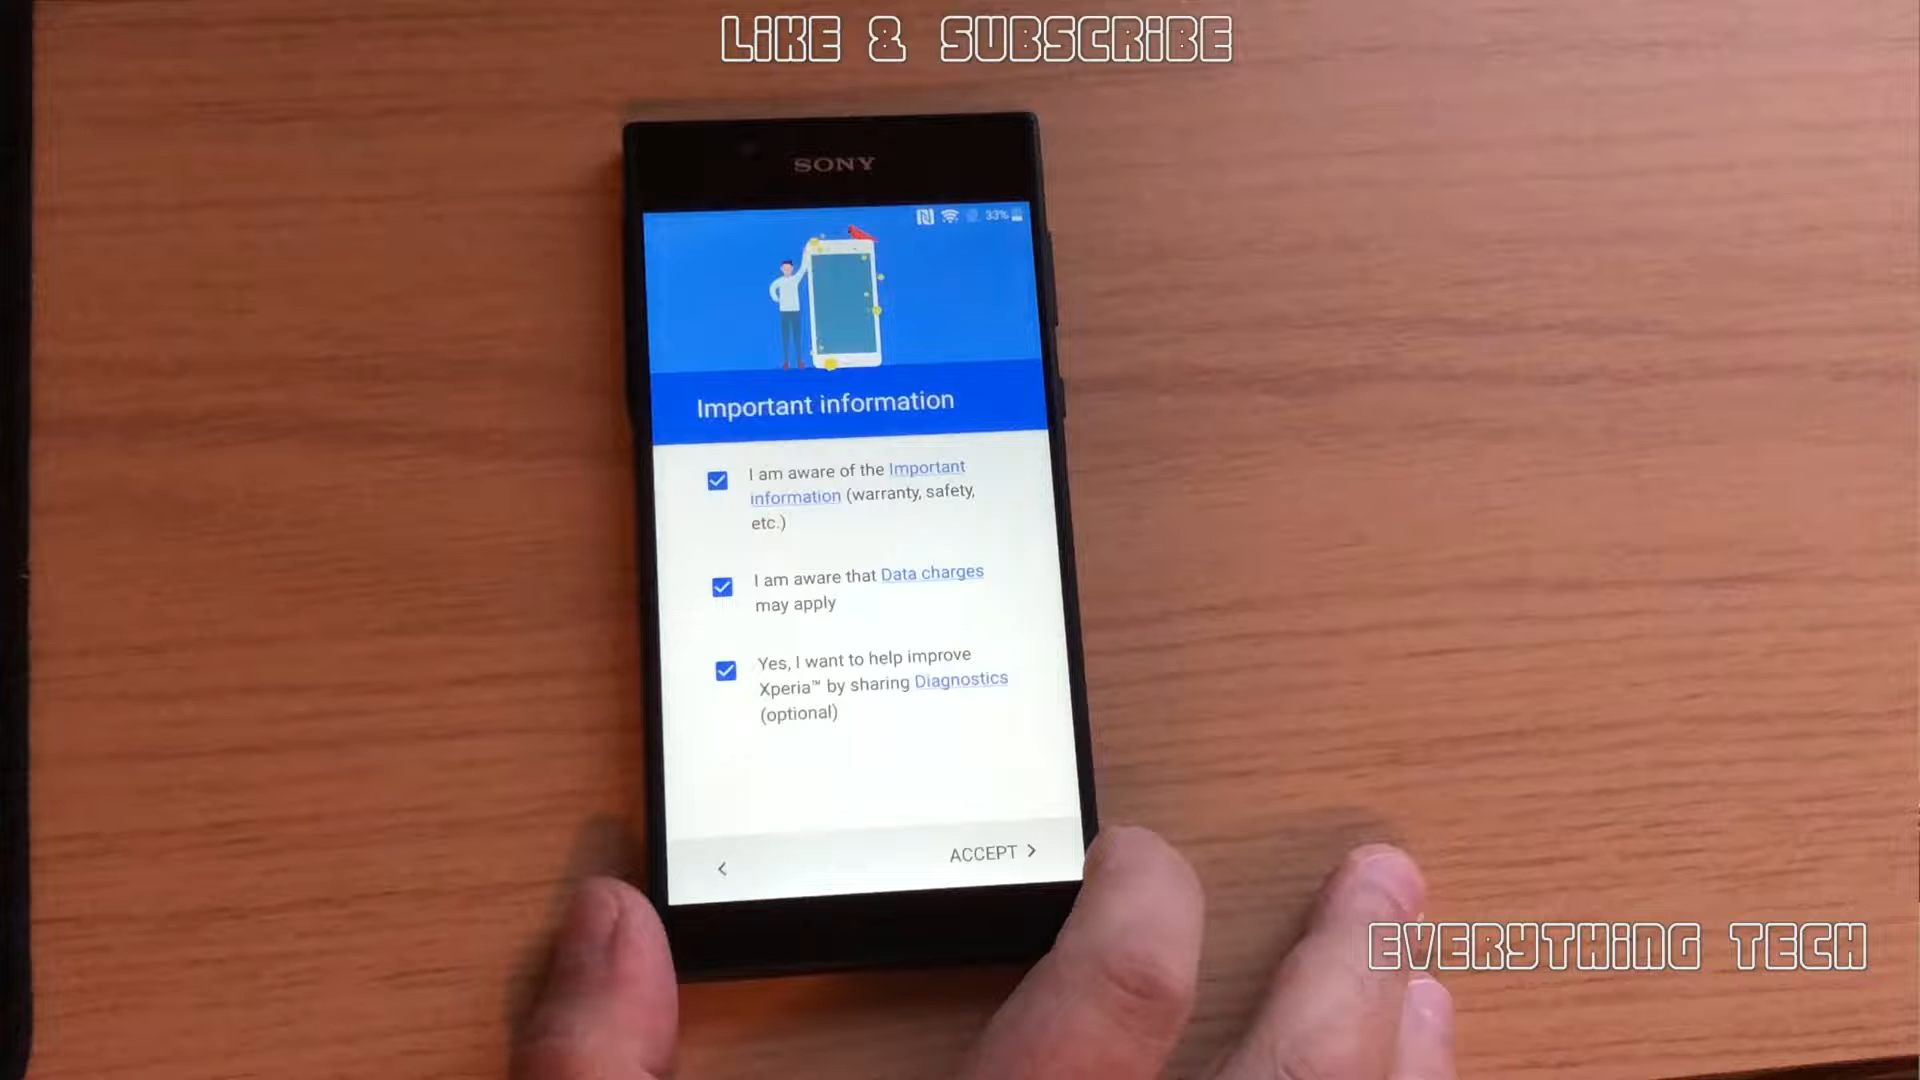 LIKE & SUBSCRIBE
SONY
33%
Important information
I am aware of the Important
information (warranty, safety,
etc.)
I am aware that Data charges
may apply
Yes, I want to help improve
Xperia™ by sharing Diagnostics
(optional)
< ACCEPT >
EVERYTHING TECH